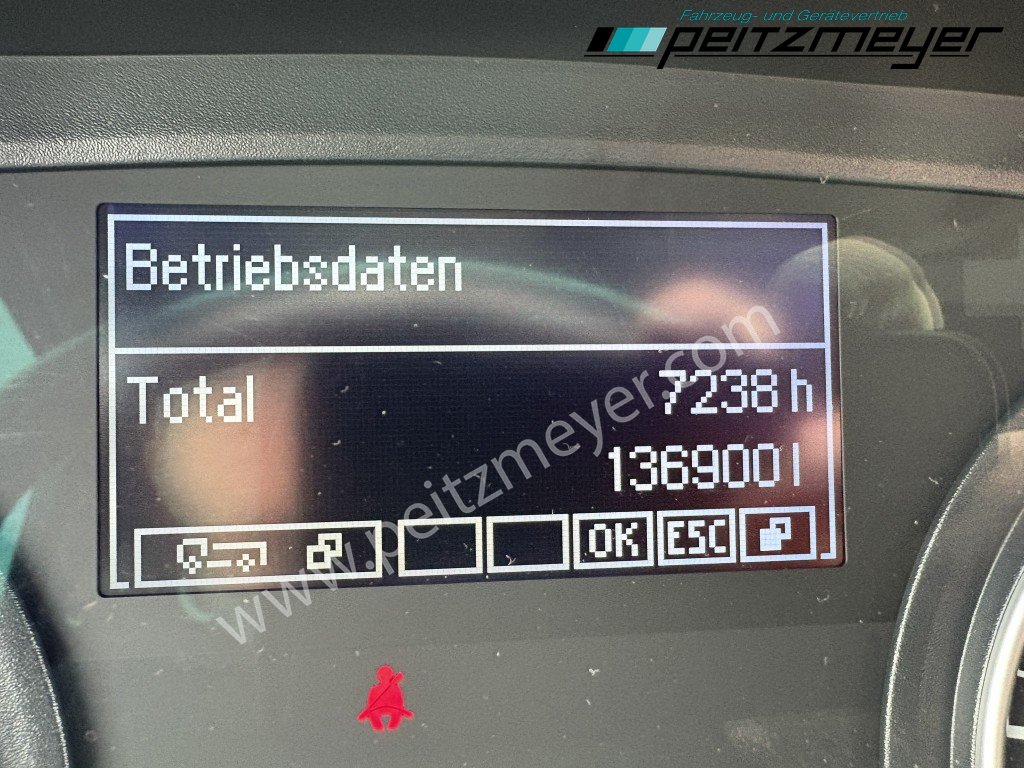 Fahrzeug- und Gerätevertrieb
peitzmeyer
Betriebsdaten
Total 7238 h
136900 l
OK ESC
www.peitzmeyer.com